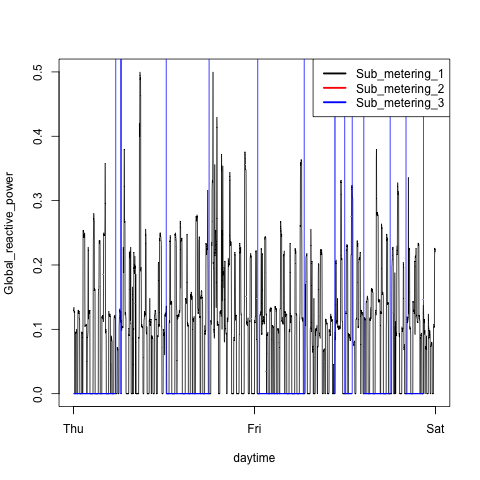 Sub_metering_1
Sub_metering_2
Sub_metering_3
Global_reactive_power
0.5
0.4
0.3
0.2
0.1
0.0
Thu Fri Sat
daytime